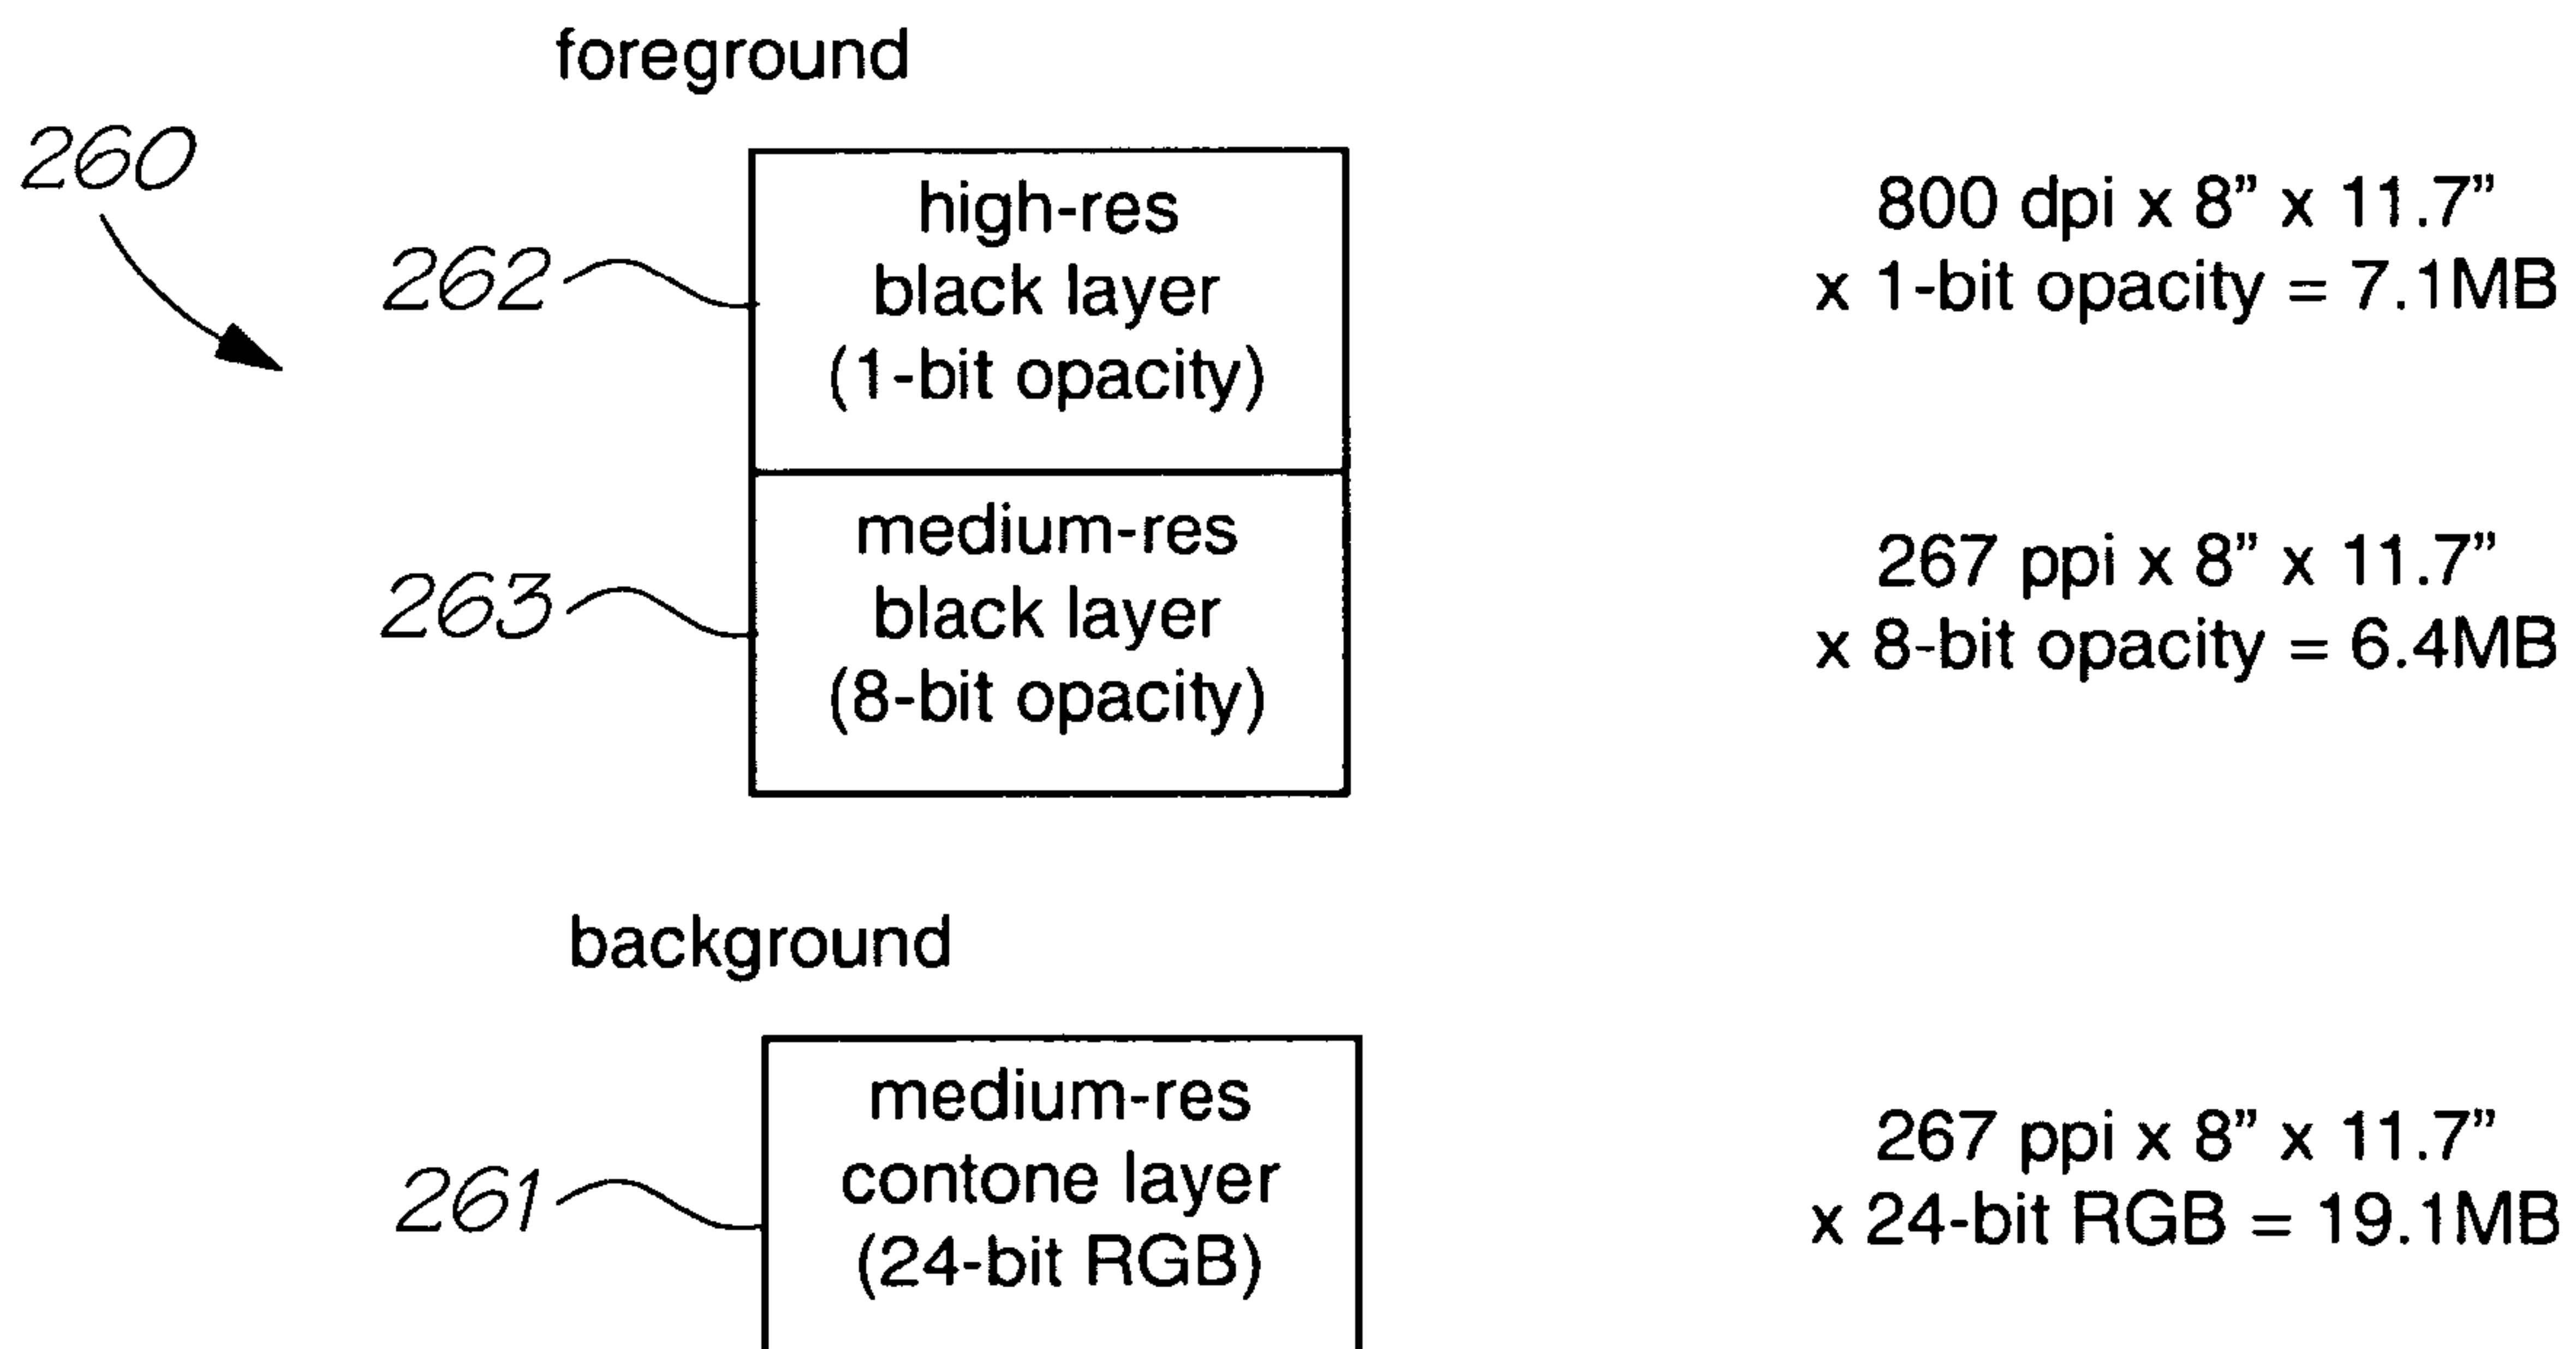 foreground
260
262
high-res
black layer
(1-bit opacity)
800 dpi x 8” x 11.7”
x 1-bit opacity = 7.1MB
263
medium-res
black layer
(8-bit opacity)
267 ppi x 8” x 11.7”
x 8-bit opacity = 6.4MB
background
261
medium-res
contone layer
(24-bit RGB)
267 ppi x 8” x 11.7”
x 24-bit RGB = 19.1MB